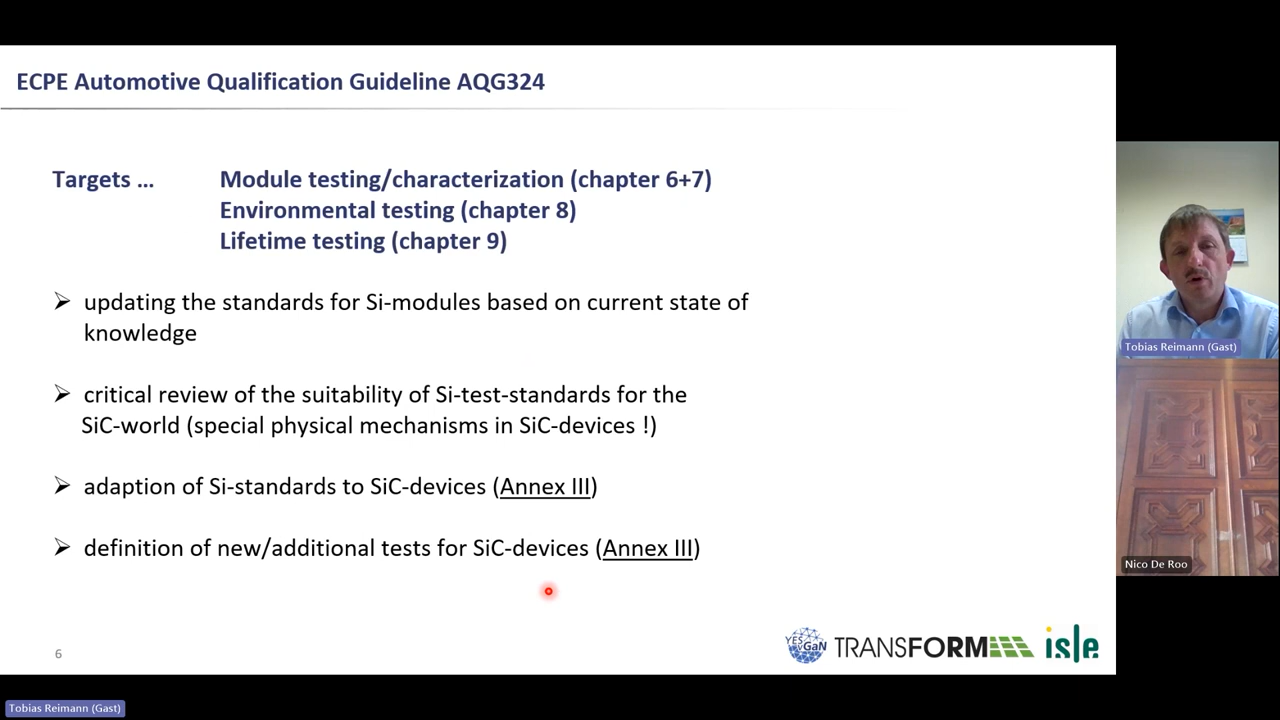 ECPE Automotive Qualification Guideline AQG324
Targets ... Module testing/characterization (chapter 6+7)
Environmental testing (chapter 8)
Lifetime testing (chapter 9)
➢ updating the standards for Si-modules based on current state of
knowledge
➢ critical review of the suitability of Si-test-standards for the
SiC-world (special physical mechanisms in SiC-devices !)
➢ adaption of Si-standards to SiC-devices (Annex III)
➢ definition of new/additional tests for SiC-devices (Annex III)
6
YESvGaN
TRANSFORM
isle
Tobias Reimann (Gast)
Nico De Roo
Tobias Reimann (Gast)